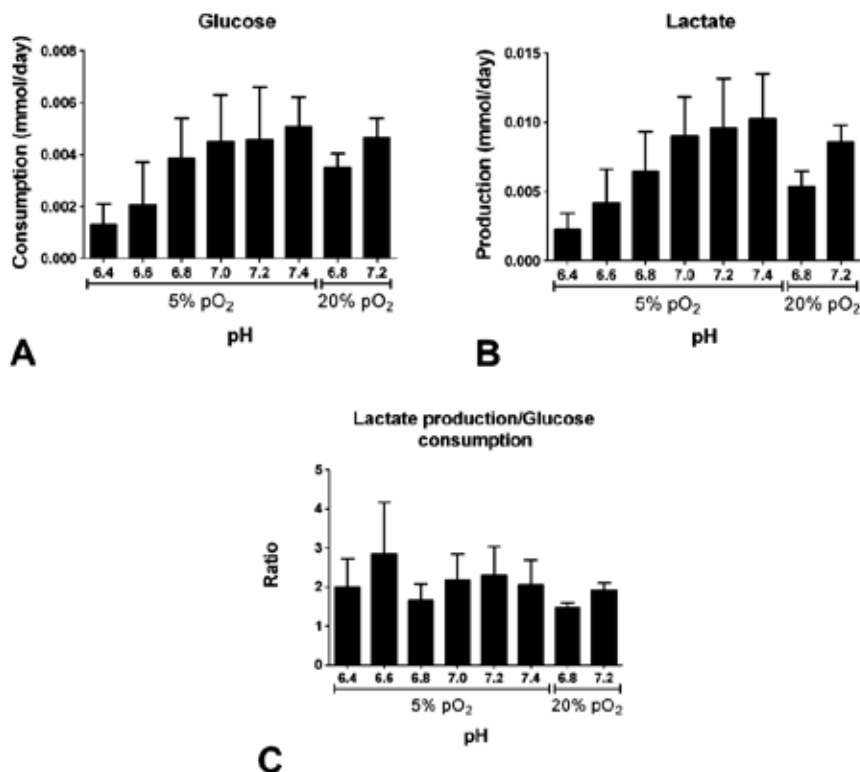 Glucose
Consumption (mmol/day)
0.008
0.006
0.004
0.002
0.000
6.4 6.6 6.8 7.0 7.2 7.4 6.8 7.2
5% pO₂ 20% pO₂
pH
A
Lactate
Production (mmol/day)
0.015
0.010
0.005
0.000
6.4 6.6 6.8 7.0 7.2 7.4 6.8 7.2
5% pO₂ 20% pO₂
pH
B
Lactate production/Glucose
consumption
Ratio
5
4
3
2
1
0
6.4 6.6 6.8 7.0 7.2 7.4 6.8 7.2
5% pO₂ 20% pO₂
pH
C